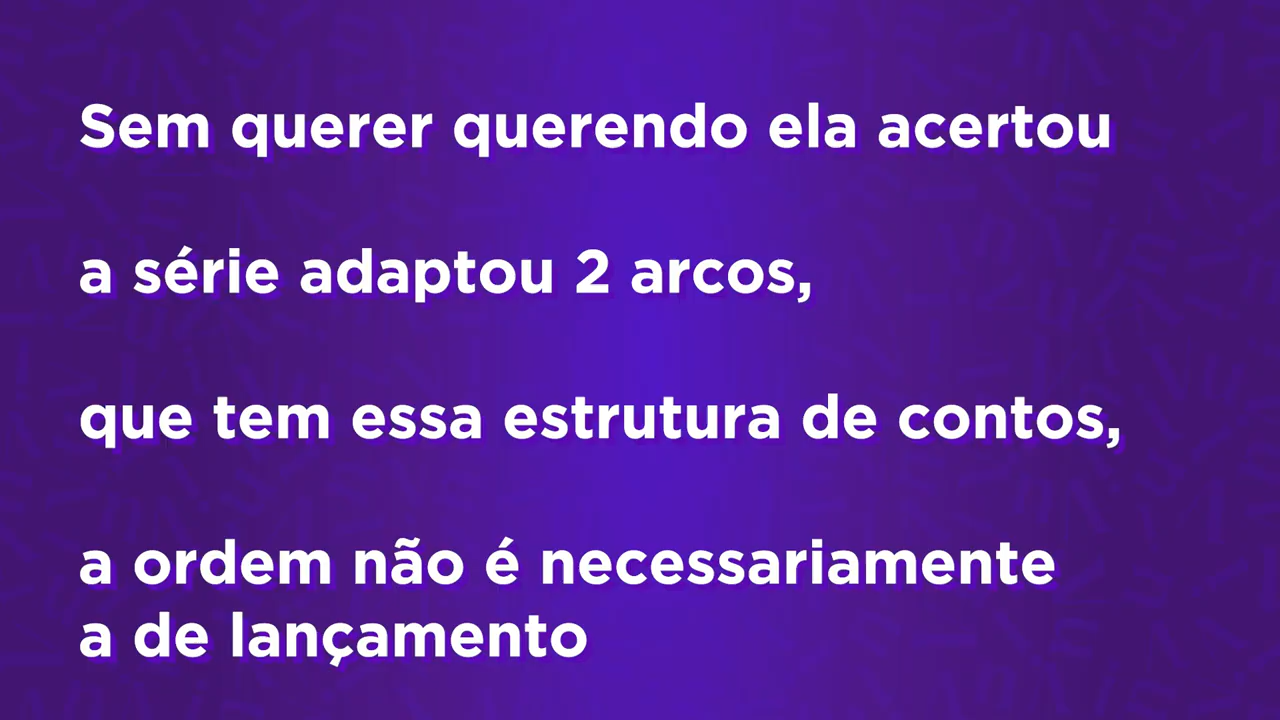 Sem querer querendo ela acertou
a série adaptou 2 arcos,
que tem essa estrutura de contos,
a ordem não é necessariamente
a de lançamento